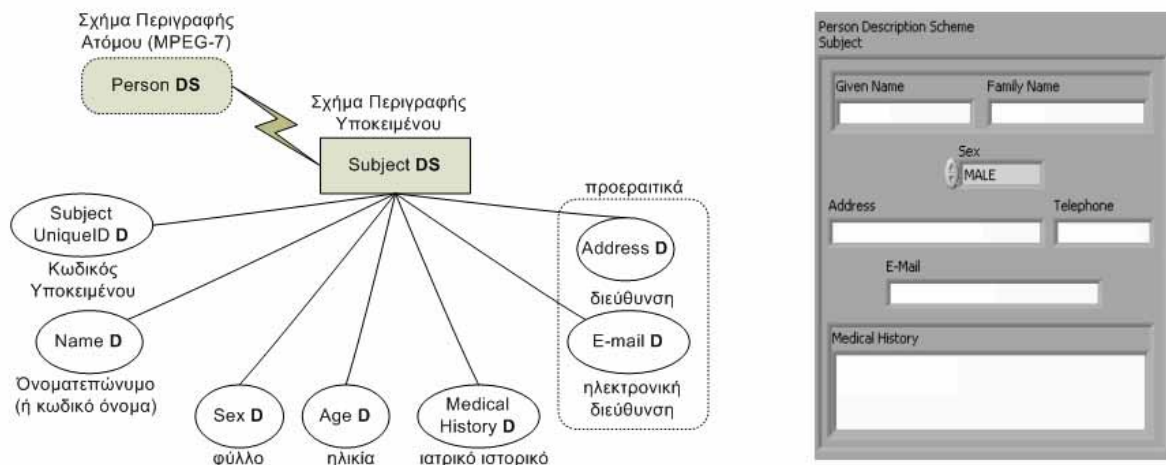 Σχήμα Περιγραφής
Ατόμου (MPEG-7)
Person DS
Σχήμα Περιγραφής
Υποκειμένου
Subject DS
προεραιτικά
Subject
UniqueID D
Κωδικός
Υποκειμένου
Address D
διεύθυνση
Name D
Όνοματεπώνυμο
(ή κωδικό όνομα)
E-mail D
ηλεκτρονική
διεύθυνση
Sex D
φύλλο
Age D
ηλικία
Medical
History D
ιατρικό ιστορικό
Person Description Scheme
Subject
Given Name
Family Name
Sex
MALE
Address
Telephone
E-Mail
Medical History